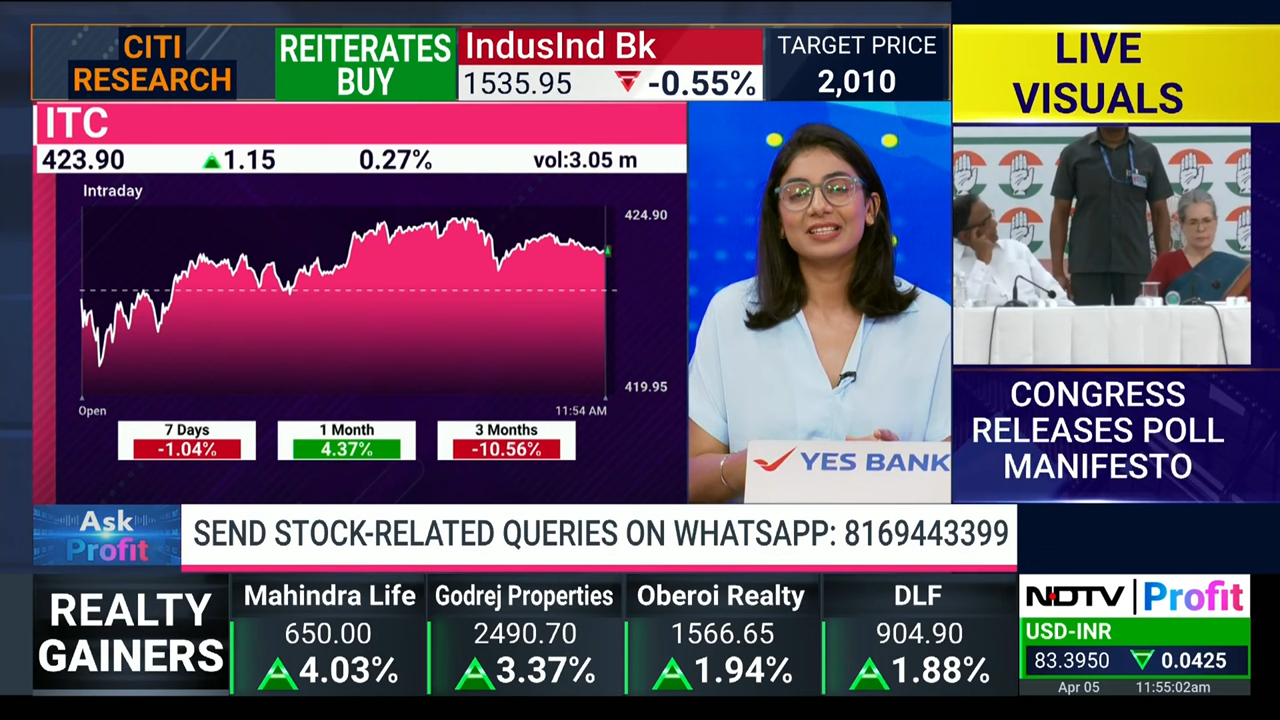 CITI
RESEARCH
REITERATES
BUY
IndusInd Bk
1535.95 -0.55%
TARGET PRICE
2,010
LIVE
VISUALS
ITC
423.90 1.15 0.27% vol:3.05 m
Intraday
424.90
419.95
Open 11:54 AM
7 Days
-1.04%
1 Month
4.37%
3 Months
-10.56%
YES BANK
CONGRESS
RELEASES POLL
MANIFESTO
Ask
Profit
SEND STOCK-RELATED QUERIES ON WHATSAPP: 8169443399
REALTY
GAINERS
Mahindra Life
650.00
4.03%
Godrej Properties
2490.70
3.37%
Oberoi Realty
1566.65
1.94%
DLF
904.90
1.88%
NDTV Profit
USD-INR
83.3950 0.0425
Apr 05 11:55:02am